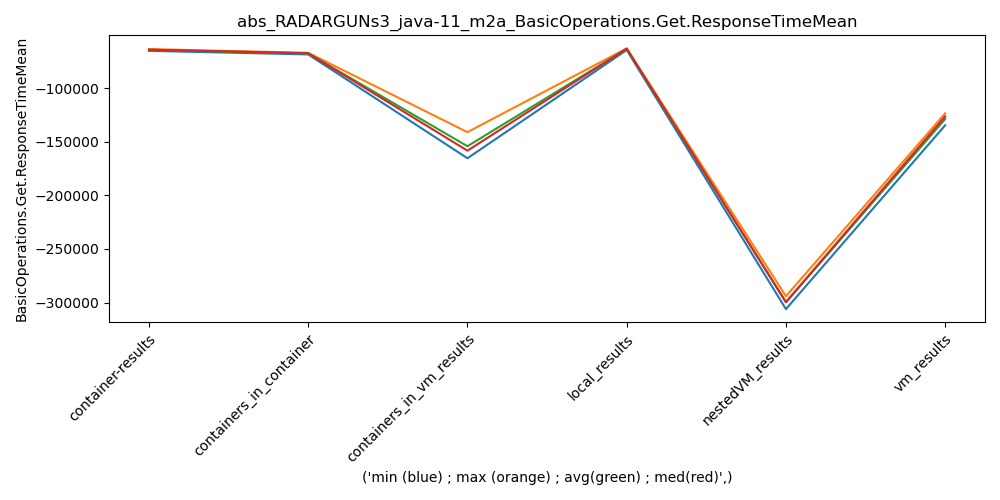 abs_RADARGUNs3_java-11_m2a_BasicOperations.Get.ResponseTimeMean
BasicOperations.Get.ResponseTimeMean
−100000
−150000
−200000
−250000
−300000
container-results
containers_in_container
containers_in_vm_results
local_results
nestedVM_results
vm_results
('min (blue) ; max (orange) ; avg(green) ; med(red)',)